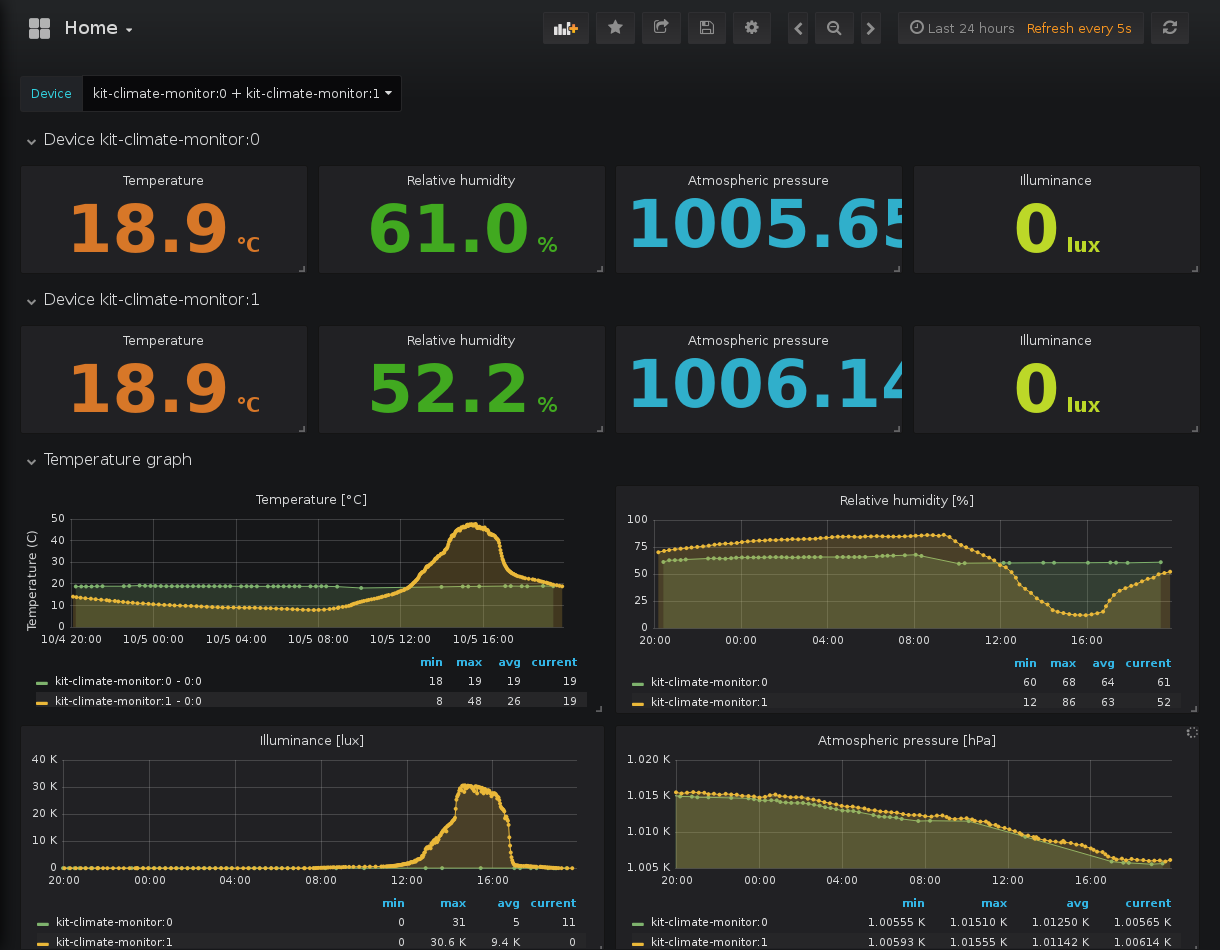 Home
Last 24 hours Refresh every 5s
Device kit-climate-monitor:0 + kit-climate-monitor:1
Device kit-climate-monitor:0
Temperature Relative humidity Atmospheric pressure Illuminance
18.9 °C 61.0 % 1005.65 0 lux
Device kit-climate-monitor:1
Temperature Relative humidity Atmospheric pressure Illuminance
18.9 °C 52.2 % 1006.14 0 lux
Temperature graph
Temperature [°C]
Temperature (C)
50
40
30
20
10
0
10/4 20:00 10/5 00:00 10/5 04:00 10/5 08:00 10/5 12:00 10/5 16:00
min max avg current
kit-climate-monitor:0 - 0:0 18 19 19 19
kit-climate-monitor:1 - 0:0 8 48 26 19
Relative humidity [%]
100
75
50
25
0
20:00 00:00 04:00 08:00 12:00 16:00
min max avg current
kit-climate-monitor:0 60 68 64 61
kit-climate-monitor:1 12 86 63 52
Illuminance [lux]
40 K
30 K
20 K
10 K
0
20:00 00:00 04:00 08:00 12:00 16:00
min max avg current
kit-climate-monitor:0 0 31 5 11
kit-climate-monitor:1 0 30.6 K 9.4 K 0
Atmospheric pressure [hPa]
1.020 K
1.015 K
1.010 K
1.005 K
20:00 00:00 04:00 08:00 12:00 16:00
min max avg current
kit-climate-monitor:0 1.00555 K 1.01510 K 1.01250 K 1.00565 K
kit-climate-monitor:1 1.00593 K 1.01555 K 1.01142 K 1.00614 K